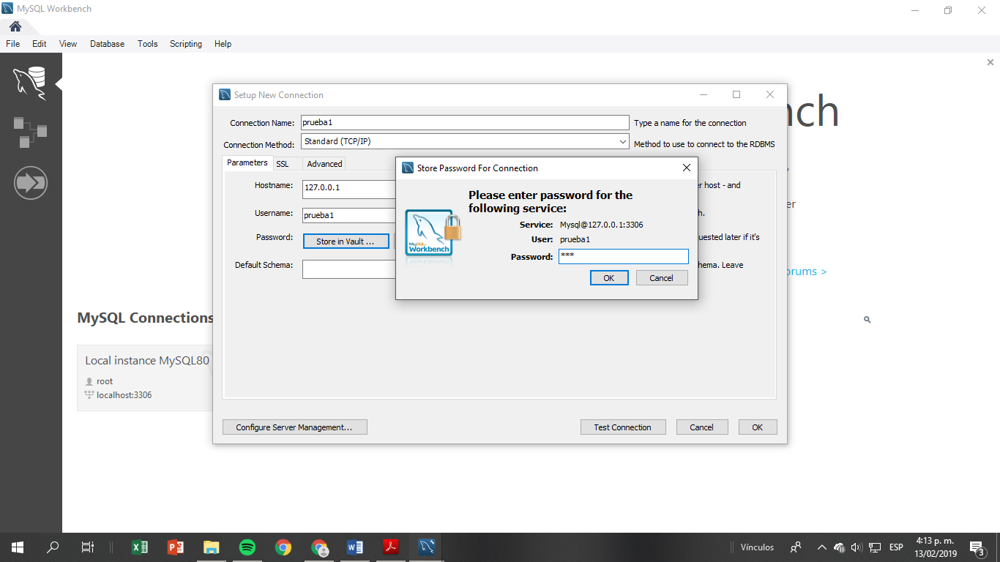 MySQL Workbench
File Edit View Database Tools Scripting Help
nch
Setup New Connection
Connection Name: prueba1 Type a name for the connection
Connection Method: Standard (TCP/IP) Method to use to connect to the RDBMS
Parameters SSL Advanced
Hostname: 127.0.0.1 host - and
Username: prueba1
Password: Store in Vault ... uested later if it's
Default Schema: hema. Leave
Store Password For Connection
Please enter password for the
following service:
Service: Mysql@127.0.0.1:3306
User: prueba1
Password: ***
OK Cancel
MySQL
Workbench
er
orums >
MySQL Connections
Local instance MySQL80
root
localhost:3306
Configure Server Management... Test Connection Cancel OK
Vínculos ESP 4:13 p. m.
13/02/2019
3